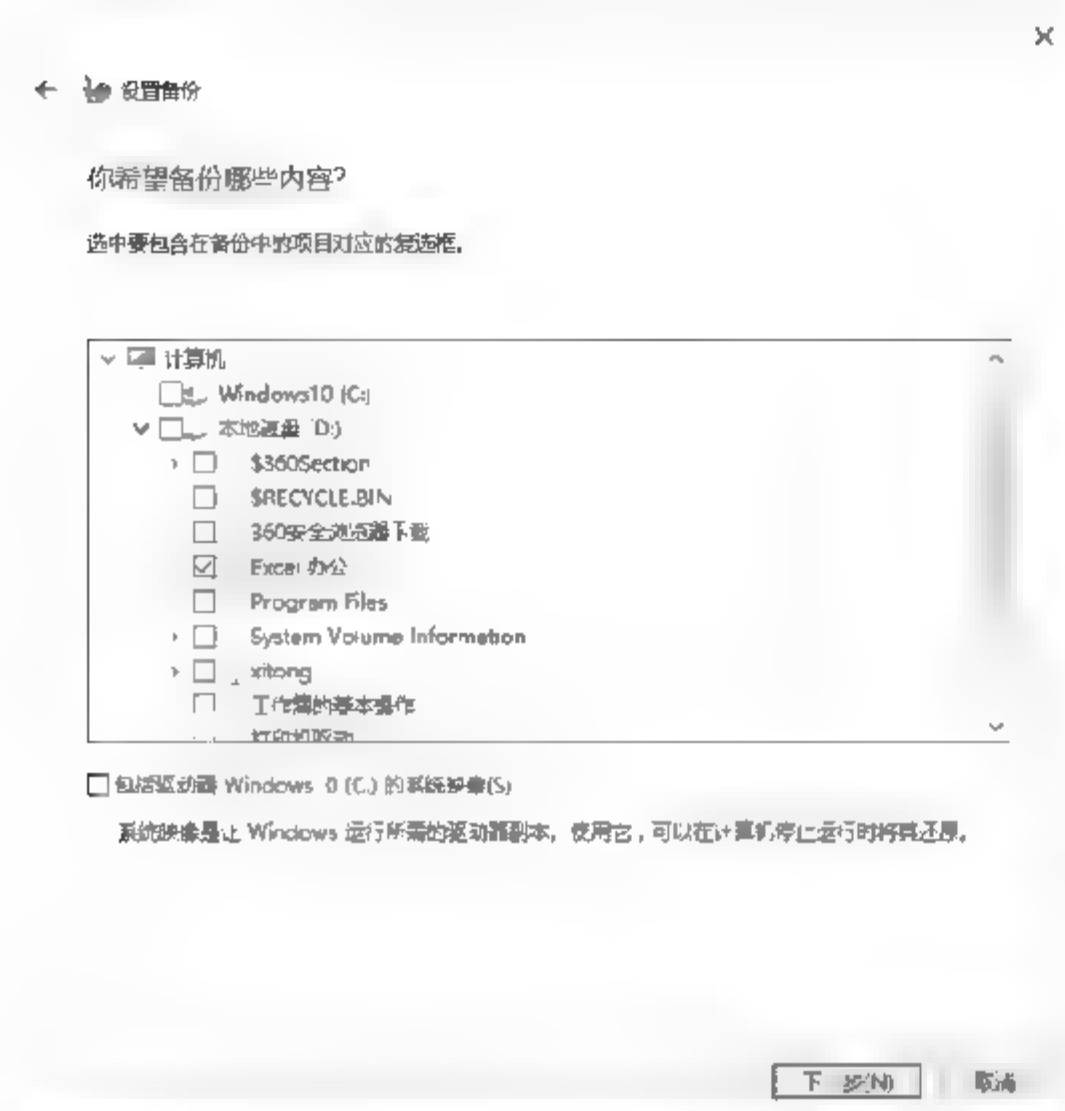 设置备份
你希望备份哪些内容?
选中要包含在备份中的项目对应的复选框。
计算机
Windows10 (C:)
本地磁盘 (D:)
$360Section
$RECYCLE.BIN
360安全浏览器下载
Excel 办公
Program Files
System Volume Information
xitong
工作簿的基本操作
打印机驱动
包括驱动器 Windows10 (C:) 的系统映像(S)
系统映像是让 Windows 运行所需的驱动器副本。使用它,可以在计算机停止运行时将其还原。
下一步(N)
取消